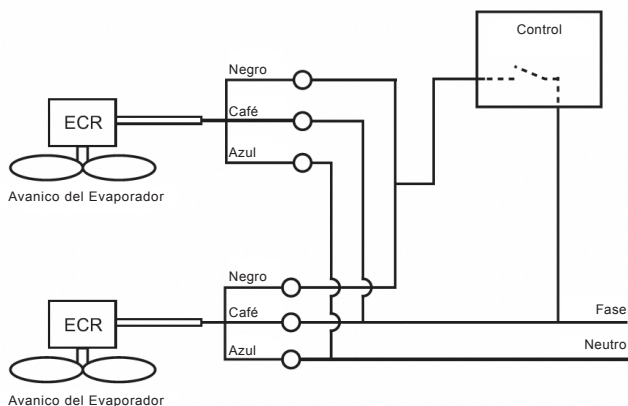 Control
Negro
Café
Azul
ECR
Avanico del Evaporador
Negro
Café
Azul
ECR
Avanico del Evaporador
Fase
Neutro